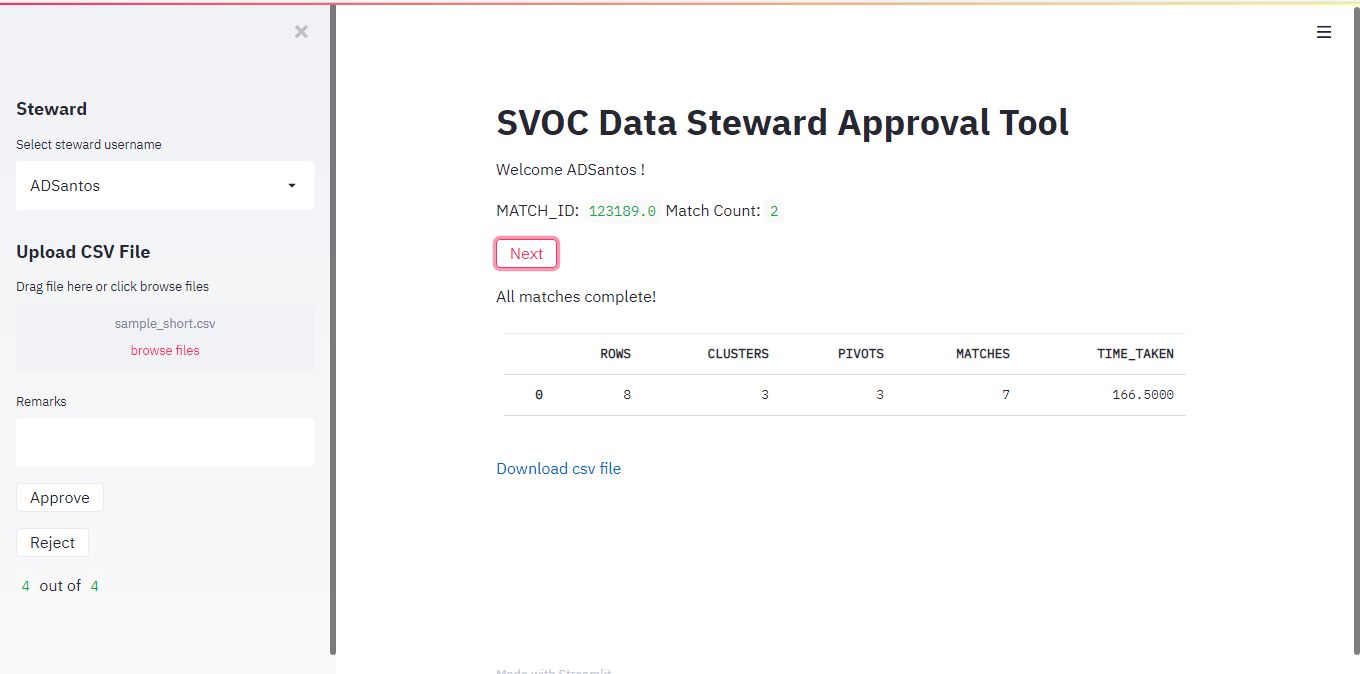 Steward
Select steward username
ADSantos
Upload CSV File
Drag file here or click browse files
sample_short.csv
browse files
Remarks
Approve
Reject
4 out of 4
SVOC Data Steward Approval Tool
Welcome ADSantos !
MATCH_ID: 123189.0 Match Count: 2
Next
All matches complete!
ROWS CLUSTERS PIVOTS MATCHES TIME_TAKEN
0 8 3 3 7 166.5000
Download csv file
Made with Streamlit